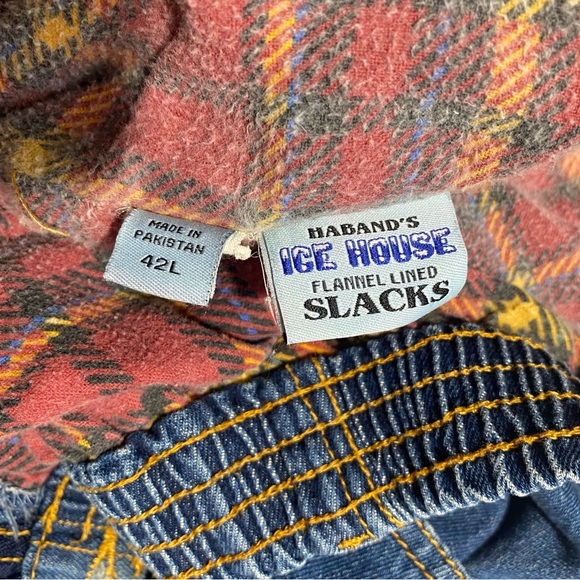 MADE IN
PAKISTAN
42L
HABAND'S
ICE HOUSE
FLANNEL LINED
SLACKS